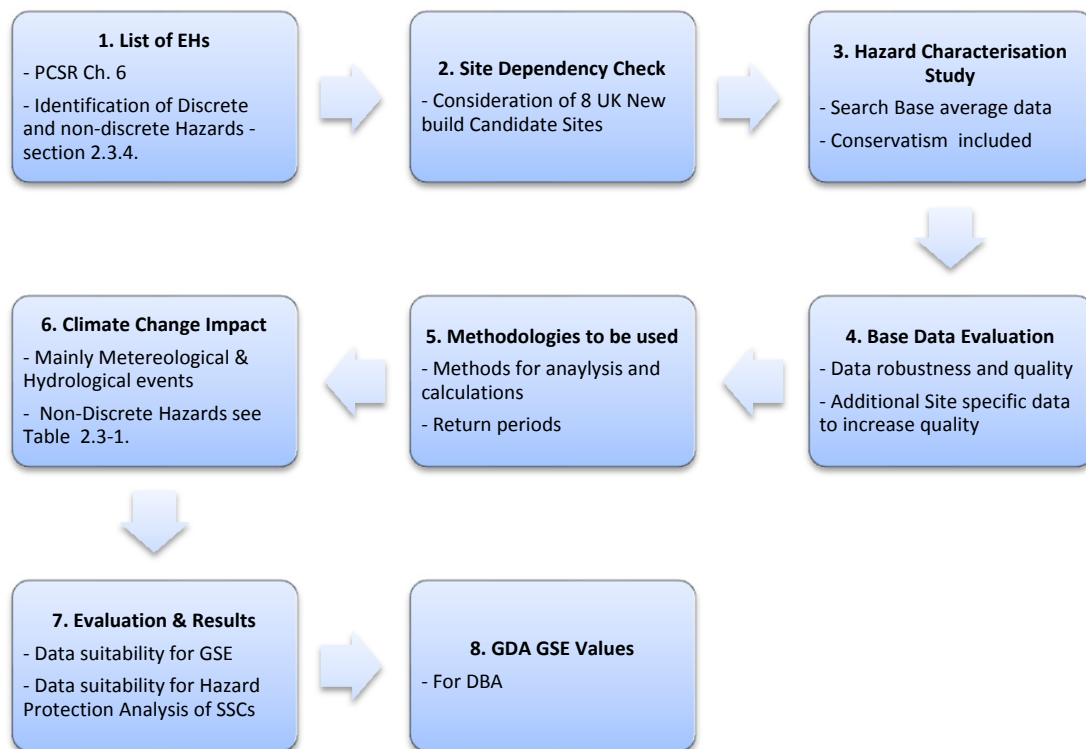 1. List of EHs
- PCSR Ch. 6
- Identification of Discrete
and non-discrete Hazards -
section 2.3.4.
2. Site Dependency Check
- Consideration of 8 UK New
build Candidate Sites
3. Hazard Characterisation
Study
- Search Base average data
- Conservatism included
4. Base Data Evaluation
- Data robustness and quality
- Additional Site specific data
to increase quality
5. Methodologies to be used
- Methods for anaylysis and
calculations
- Return periods
6. Climate Change Impact
- Mainly Metereological &
Hydrological events
- Non-Discrete Hazards see
Table 2.3-1.
7. Evaluation & Results
- Data suitability for GSE
- Data suitability for Hazard
Protection Analysis of SSCs
8. GDA GSE Values
- For DBA